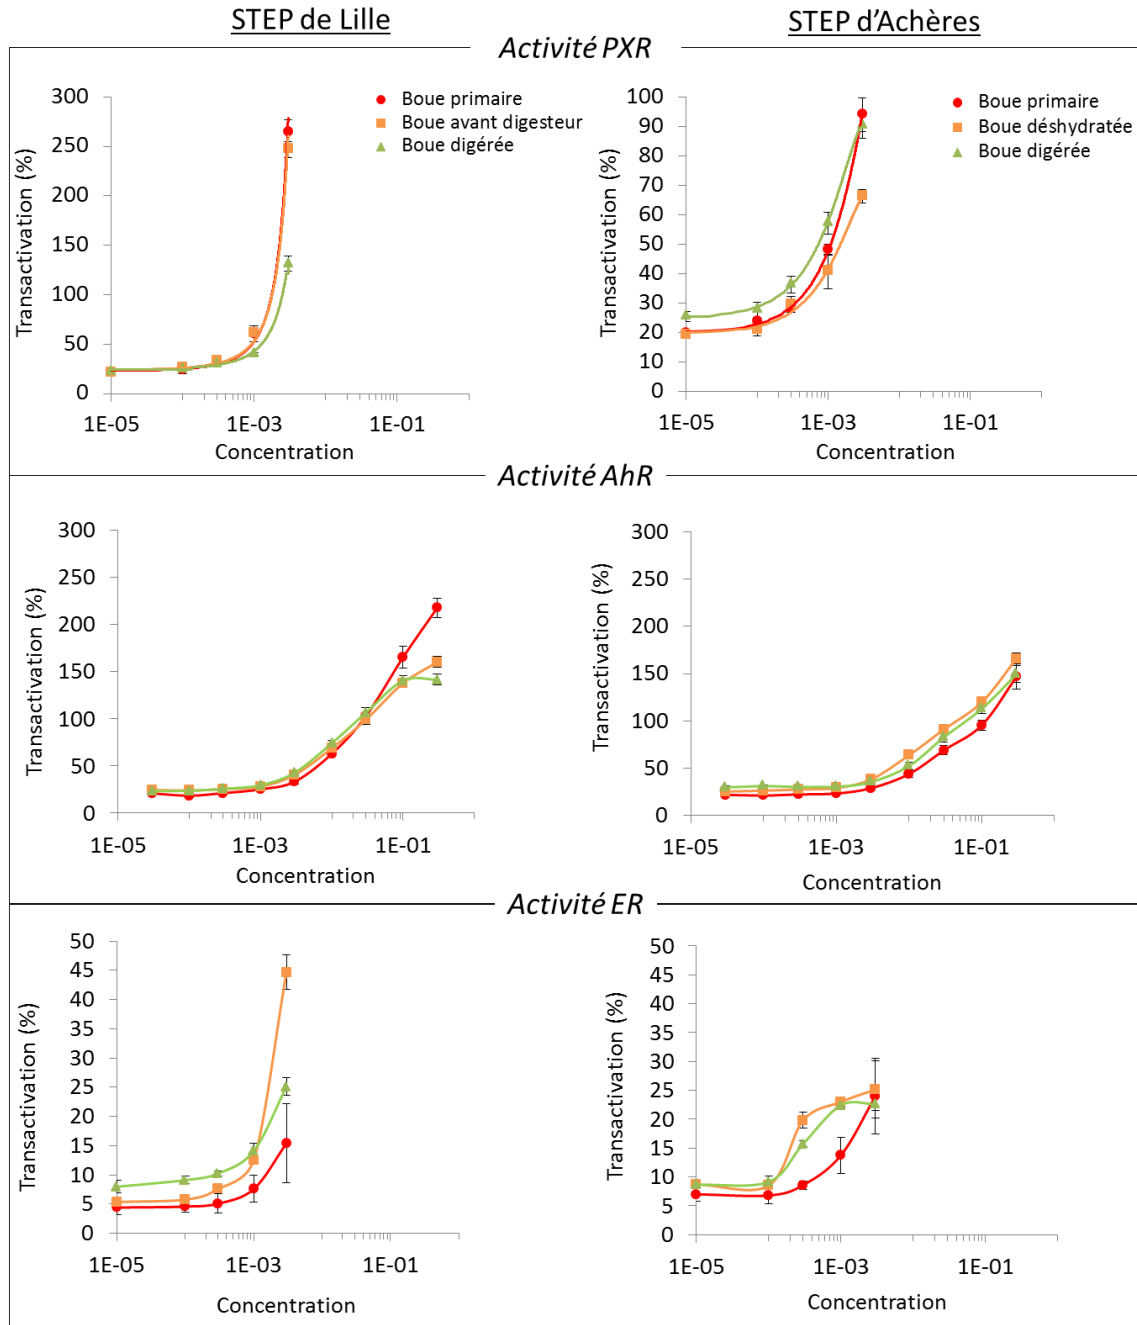 STEP de Lille
STEP d'Achères
Activité PXR
300
250
200
150
100
50
0
Transactivation (%)
1E-05
1E-03
1E-01
Concentration
Boue primaire
Boue avant digesteur
Boue digérée
100
90
80
70
60
50
40
30
20
10
0
Transactivation (%)
1E-05
1E-03
1E-01
Concentration
Boue primaire
Boue déshydratée
Boue digérée
Activité AhR
300
250
200
150
100
50
0
Transactivation (%)
1E-05
1E-03
1E-01
Concentration
300
250
200
150
100
50
0
Transactivation (%)
1E-05
1E-03
1E-01
Concentration
Activité ER
50
45
40
35
30
25
20
15
10
5
0
Transactivation (%)
1E-05
1E-03
1E-01
Concentration
50
45
40
35
30
25
20
15
10
5
0
Transactivation (%)
1E-05
1E-03
1E-01
Concentration